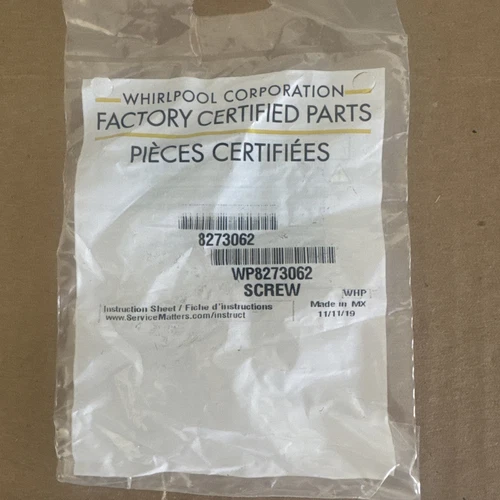 WHIRLPOOL CORPORATION
FACTORY CERTIFIED PARTS
PIÈCES CERTIFIÉES
8273062
WP8273062
SCREW
WHP
Instruction Sheet / Fiche d'instructions
Made in MX
www.ServiceMatters.com/instruct
11/11/19